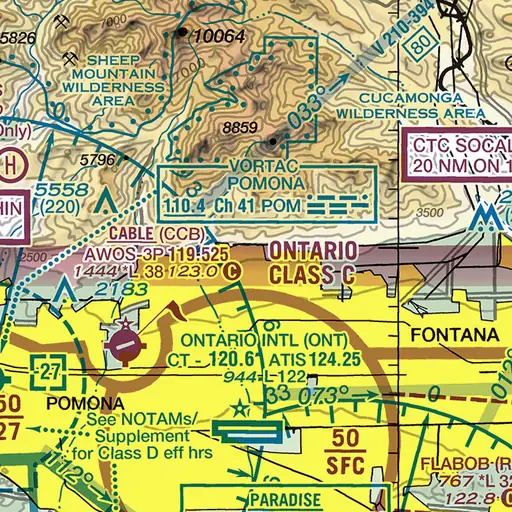 5826
10064
SHEEP
MOUNTAIN
WILDERNESS
AREA
033°
V 210-394
80
CUCAMONGA
WILDERNESS AREA
8859
Only)
H
5796
CTC SOCAL
20 NM ON 1
5558
(220)
HIN
VORTAC
POMONA
110.4 Ch 41 POM
3500
CABLE (CCB)
AWOS-3P 119.525
1444 *L 38 123.0 C
2500
2183
ONTARIO
CLASS C
ONTARIO INTL (ONT)
CT - 120.6 ATIS 124.25
944 L 122
FONTANA
-27
33
073°
012°
POMONA
50
27
See NOTAMs/
Supplement
for Class D eff hrs
112°
50
SFC
FLABOB (R
767 *L 32
122.8 C
PARADISE